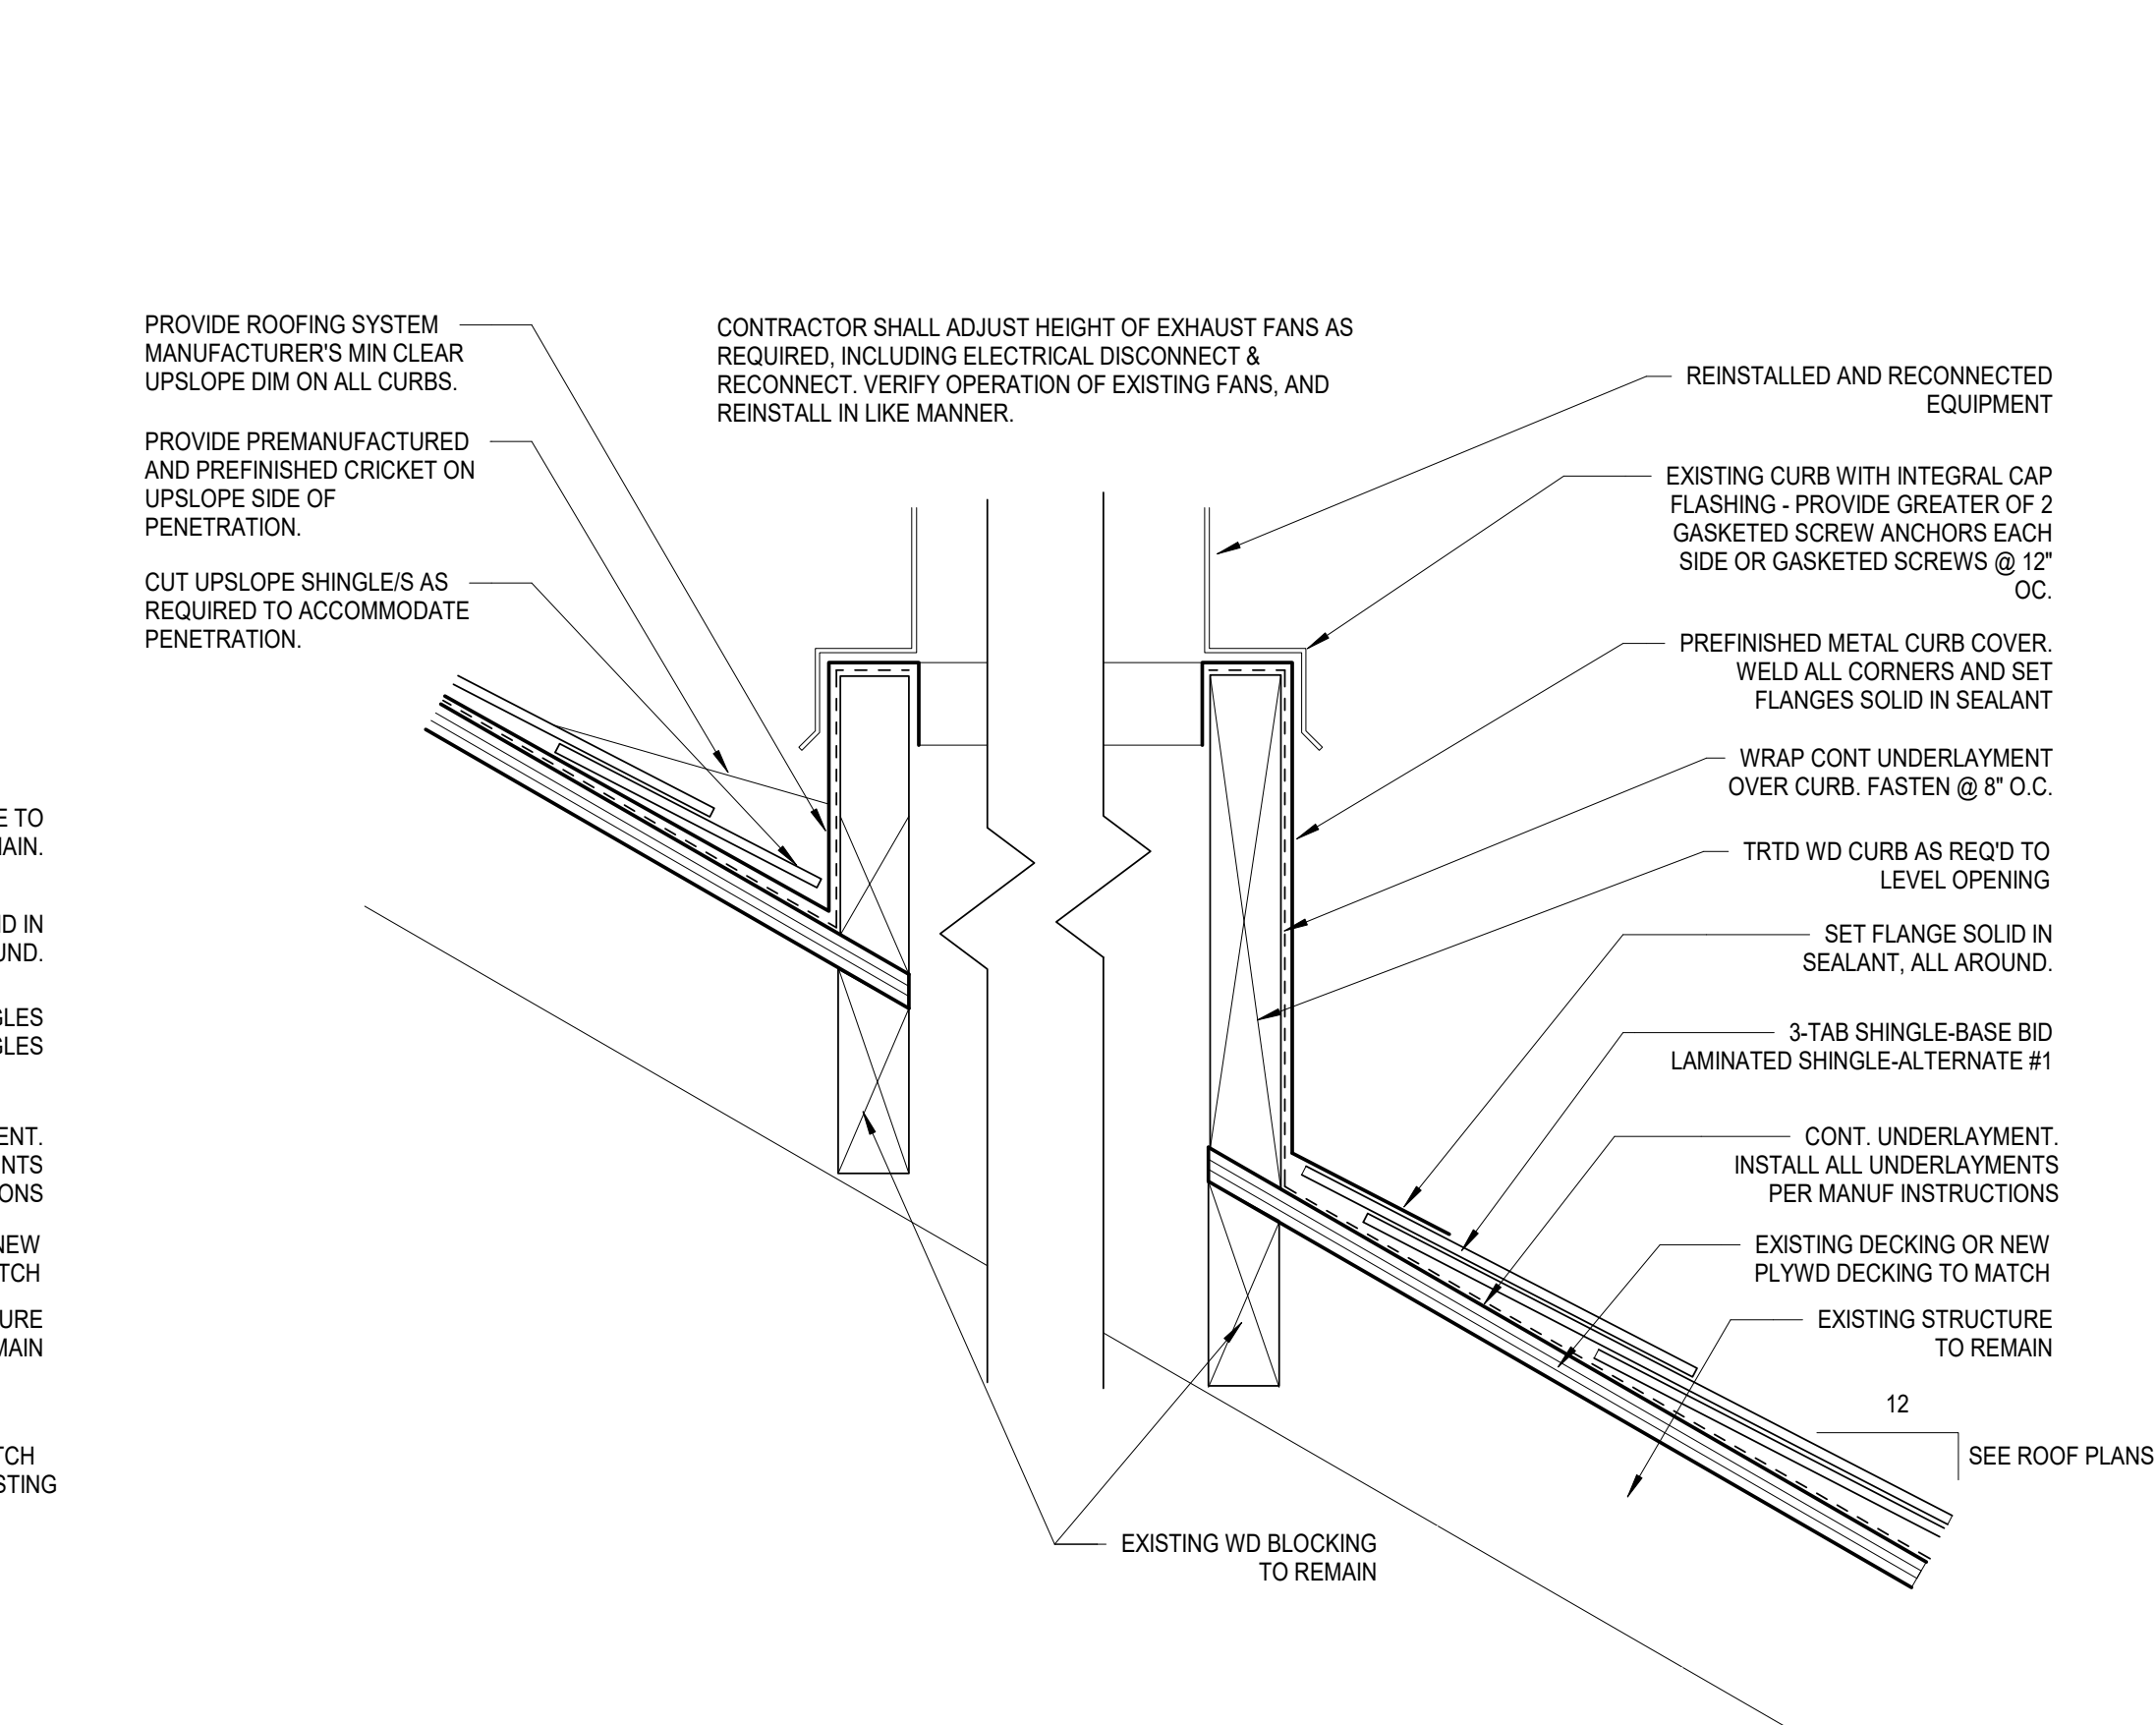 PROVIDE ROOFING SYSTEM
MANUFACTURER'S MIN CLEAR
UPSLOPE DIM ON ALL CURBS.
PROVIDE PREMANUFACTURED
AND PREFINISHED CRICKET ON
UPSLOPE SIDE OF
PENETRATION.
CUT UPSLOPE SHINGLE/S AS
REQUIRED TO ACCOMMODATE
PENETRATION.
CONTRACTOR SHALL ADJUST HEIGHT OF EXHAUST FANS AS
REQUIRED, INCLUDING ELECTRICAL DISCONNECT &
RECONNECT. VERIFY OPERATION OF EXISTING FANS, AND
REINSTALL IN LIKE MANNER.
REINSTALLED AND RECONNECTED
EQUIPMENT
EXISTING CURB WITH INTEGRAL CAP
FLASHING - PROVIDE GREATER OF 2
GASKETED SCREW ANCHORS EACH
SIDE OR GASKETED SCREWS @ 12"
OC.
PREFINISHED METAL CURB COVER.
WELD ALL CORNERS AND SET
FLANGES SOLID IN SEALANT
WRAP CONT UNDERLAYMENT
OVER CURB. FASTEN @ 8" O.C.
TRTD WD CURB AS REQ'D TO
LEVEL OPENING
SET FLANGE SOLID IN
SEALANT, ALL AROUND.
3-TAB SHINGLE-BASE BID
LAMINATED SHINGLE-ALTERNATE #1
CONT. UNDERLAYMENT.
INSTALL ALL UNDERLAYMENTS
PER MANUF INSTRUCTIONS
EXISTING DECKING OR NEW
PLYWD DECKING TO MATCH
EXISTING STRUCTURE
TO REMAIN
12
SEE ROOF PLANS
EXISTING WD BLOCKING
TO REMAIN
TO
IN
NEW